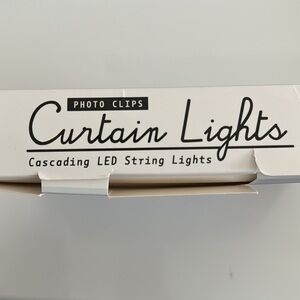 PHOTO CLIPS
Curtain Lights
Cascading LED String Lights